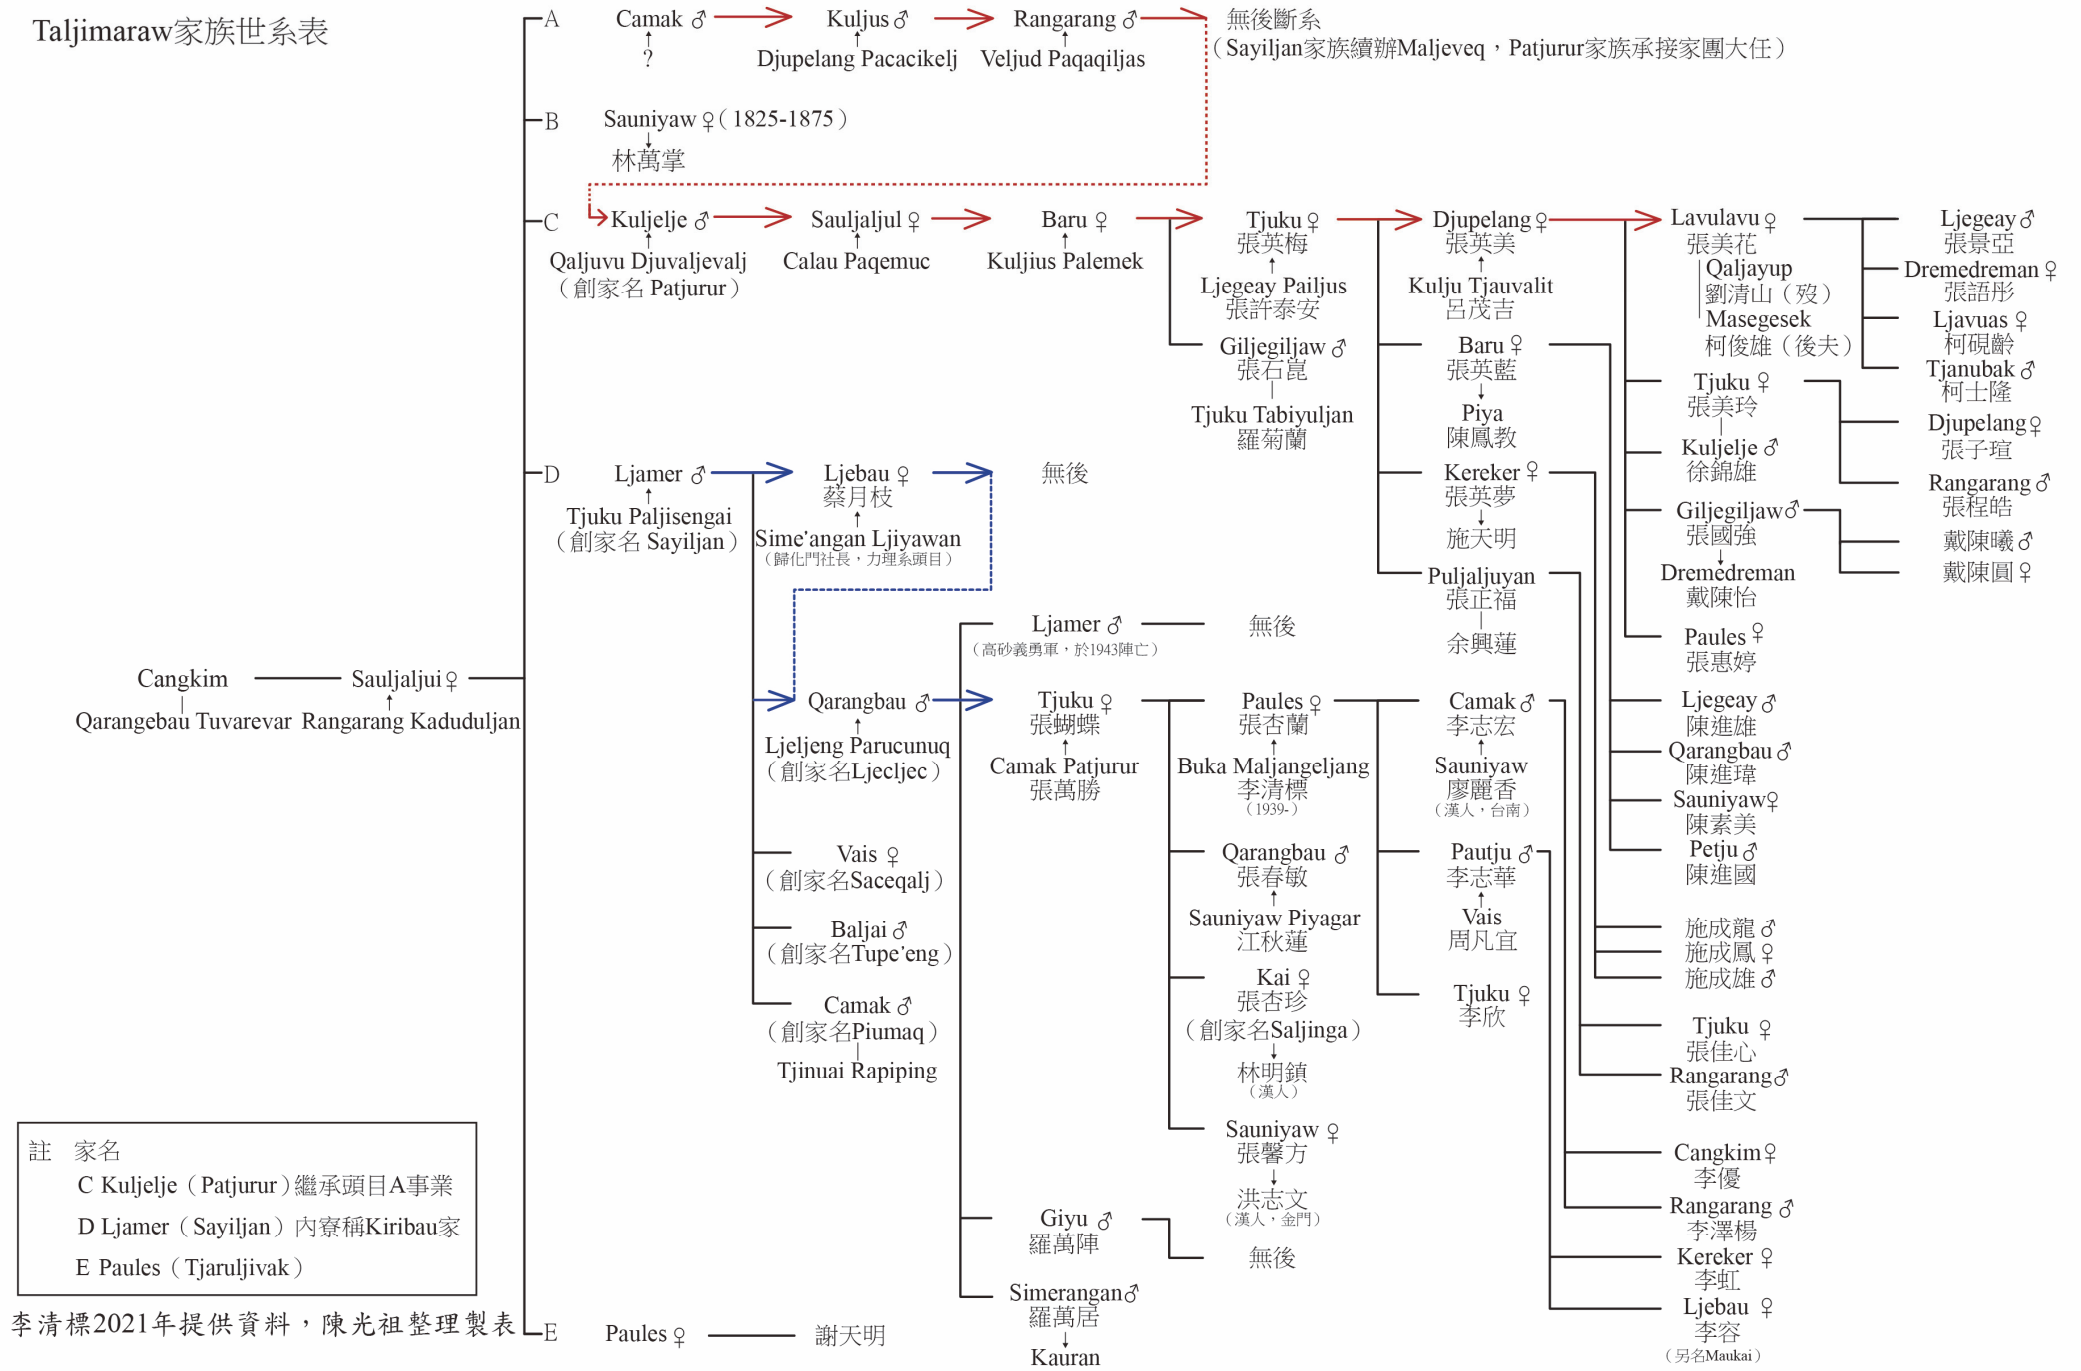 Taljimaraw家族世系表
A
Camak ♂
?
Kuljus♂
Djupelang Pacacikelj
Rangarang ♂
Veljud Paqaqiljas
無後斷系
（Sayiljan家族續辦Maljeveq，Patjurur家族承接家團大任）
B
Sauniyaw ♀（1825-1875）
林萬掌
C
Kuljelje ♂
Qaljuvu Djuvaljevalj
（創家名 Patjurur）
Sauljaljul ♀
Calau Paqemuc
Baru ♀
Kuljius Palemek
Tjuku ♀
張英梅
Ljegeay Pailjus
張許泰安
Giljegiljaw ♂
張石崑
Tjuku Tabiyuljan
羅菊蘭
Djupelang♀
張英美
Kulju Tjauvalit
呂茂吉
Baru ♀
張英藍
Piya
陳鳳教
Kereker ♀
張英夢
施天明
Puljaljuyan
張正福
余興蓮
Lavulavu ♀
張美花
Qaljayup
劉清山（歿）
Masegesek
柯俊雄（後夫）
Tjuku ♀
張美玲
Kuljelje ♂
徐錦雄
Giljegiljaw♂
張國強
Dremedreman
戴陳怡
Paules ♀
張惠婷
Ljegeay ♂
張景亞
Dremedreman ♀
張語彤
Ljavuas ♀
柯硯齡
Tjanubak ♂
柯士隆
Djupelang♀
張子瑄
Rangarang ♂
張程皓
戴陳曦♂
戴陳圓♀
Ljegeay ♂
陳進雄
Qarangbau ♂
陳進瑋
Sauniyaw♀
陳素美
Petju ♂
陳進國
施成龍♂
施成鳳♀
施成雄♂
Tjuku ♀
張佳心
Rangarang♂
張佳文
D
Ljamer ♂
Tjuku Paljisengai
（創家名 Sayiljan）
Ljebau ♀
蔡月枝
Sime'angan Ljiyawan
（歸化門社長，力理系頭目）
無後
Qarangbau ♂
Ljeljeng Parucunuq
（創家名Ljecljec）
Vais ♀
（創家名Saceqalj）
Baljai ♂
（創家名Tupe'eng）
Camak ♂
（創家名Piumaq）
Tjinuai Rapiping
Ljamer ♂
（高砂義勇軍，於1943陣亡）
無後
Tjuku ♀
張蝴蝶
Camak Patjurur
張萬勝
Giyu ♂
羅萬陣
無後
Simerangan♂
羅萬居
Kauran
Paules ♀
張杏蘭
Buka Maljangeljang
李清標
（1939-）
Qarangbau ♂
張春敏
Sauniyaw Piyagar
江秋蓮
Kai ♀
張杏珍
（創家名Saljinga）
林明鎮
（漢人）
Sauniyaw ♀
張馨方
洪志文
（漢人，金門）
Camak♂
李志宏
Sauniyaw
廖麗香
（漢人，台南）
Pautju ♂
李志華
Vais
周凡宜
Tjuku ♀
李欣
Cangkim♀
李優
Rangarang ♂
李澤楊
Kereker ♀
李虹
Ljebau ♀
李容
（另名Maukai）
Cangkim
Qarangebau Tuvarevar
Sauljaljui ♀
Rangarang Kaduduljan
E
Paules ♀
謝天明
註 家名
C Kuljelje（Patjurur）繼承頭目A事業
D Ljamer（Sayiljan）內寮稱Kiribau家
E Paules（Tjaruljivak）
李清標2021年提供資料，陳光祖整理製表